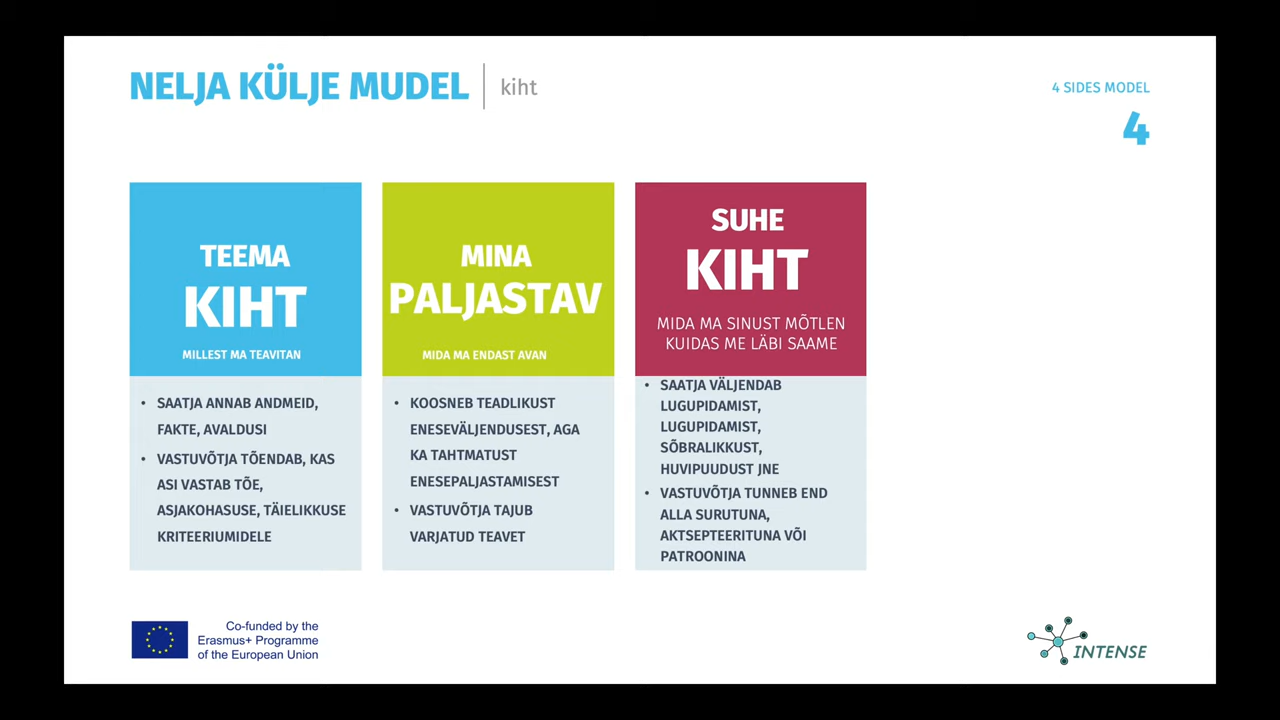 NELJA KÜLJE MUDEL
kiht
4 SIDES MODEL
4
TEEMA
KIHT
MILLEST MA TEAVITAN
• SAATJA ANNAB ANDMEID,
FAKTE, AVALDUSI
• VASTUVÕTJA TÕENDAB, KAS
ASI VASTAB TÕE,
ASJAKOHASUSE, TÄIELIKKUSE
KRITEERIUMIDELE
MINA
PALJASTAV
MIDA MA ENDAST AVAN
• KOOSNEB TEADLIKUST
ENESEVÄLJENDUSEST, AGA
KA TAHTMATUST
ENESEPALJASTAMISEST
• VASTUVÕTJA TAJUB
VARJATUD TEAVET
SUHE
KIHT
MIDA MA SINUST MÕTLEN
KUIDAS ME LÄBI SAAME
• SAATJA VÄLJENDAB
LUGUPIDAMIST,
LUGUPIDAMIST,
SÕBRALIKKUST,
HUVIPUUDUST JNE
• VASTUVÕTJA TUNNEB END
ALLA SURUTUNA,
AKTSEPTEERITUNA VÕI
PATROONINA
Co-funded by the
Erasmus+ Programme
of the European Union
INTENSE